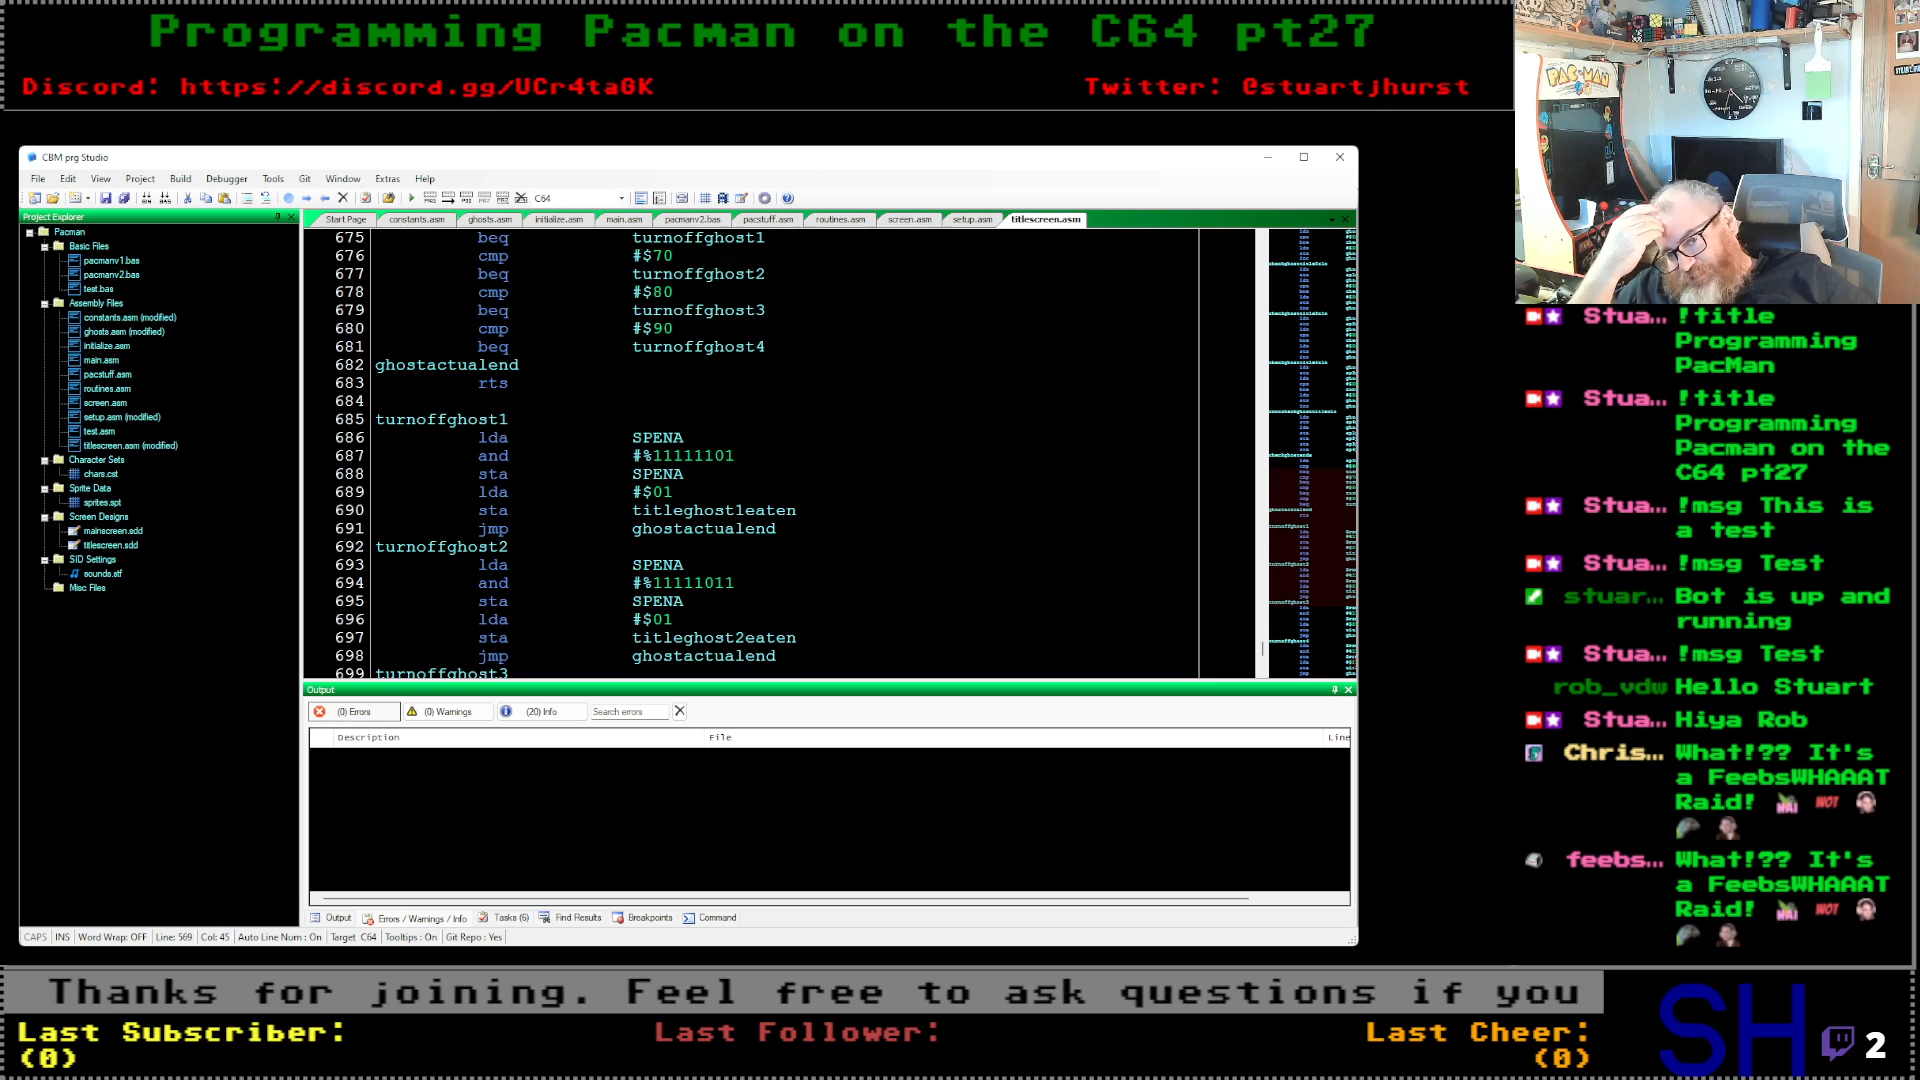 Programming Pacman on the C64 pt27
Discord: https://discord.gg/UCr4taGK
Twitter: @stuartjhurst
PAC-MAN
CBM prg Studio
File Edit View Project Build Debugger Tools Git Window Extras Help
C64
Project Explorer
Start Page constants.asm ghosts.asm initialize.asm main.asm pacmanv2.bas pacstuff.asm routines.asm screen.asm setup.asm titlescreen.asm
Pacman
Basic Files
pacmanv1.bas
pacmanv2.bas
test.bas
Assembly Files
constants.asm (modified)
ghosts.asm (modified)
initialize.asm
main.asm
pacstuff.asm
routines.asm
screen.asm
setup.asm (modified)
test.asm
titlescreen.asm (modified)
Character Sets
chars.cst
Sprite Data
sprites.spt
Screen Designs
mainscreen.sdd
titlescreen.sdd
SID Settings
sounds.stf
Misc Files
675 beq turnoffghost1
676 cmp #$70
677 beq turnoffghost2
678 cmp #$80
679 beq turnoffghost3
680 cmp #$90
681 beq turnoffghost4
682 ghostactualend
683 rts
684
685 turnoffghost1
686 lda SPENA
687 and #%11111101
688 sta SPENA
689 lda #$01
690 sta titleghost1eaten
691 jmp ghostactualend
692 turnoffghost2
693 lda SPENA
694 and #%11111011
695 sta SPENA
696 lda #$01
697 sta titleghost2eaten
698 jmp ghostactualend
699 turnoffghost3
Output
(0) Errors (0) Warnings (20) Info Search errors
Description File Line
Output Errors / Warnings / Info Tasks (6) Find Results Breakpoints Command
CAPS INS Word Wrap: OFF Line: 569 Col: 45 Auto Line Num : On Target C64 Tooltips : On Git Repo : Yes
Stua... !title
Programming
PacMan
Stua... !title
Programming
Pacman on the
C64 pt27
Stua... !msg This is
a test
Stua... !msg Test
stuar... Bot is up and
running
Stua... !msg Test
rob_vdw Hello Stuart
Stua... Hiya Rob
Chris... What!?? It's
a FeebsWHAAAT
Raid! HAI WOT
feebs... What!?? It's
a FeebsWHAAAT
Raid! HAI WOT
Thanks for joining. Feel free to ask questions if you
Last Subscriber:
(0)
Last Follower:
Last Cheer:
(0)
SH
2